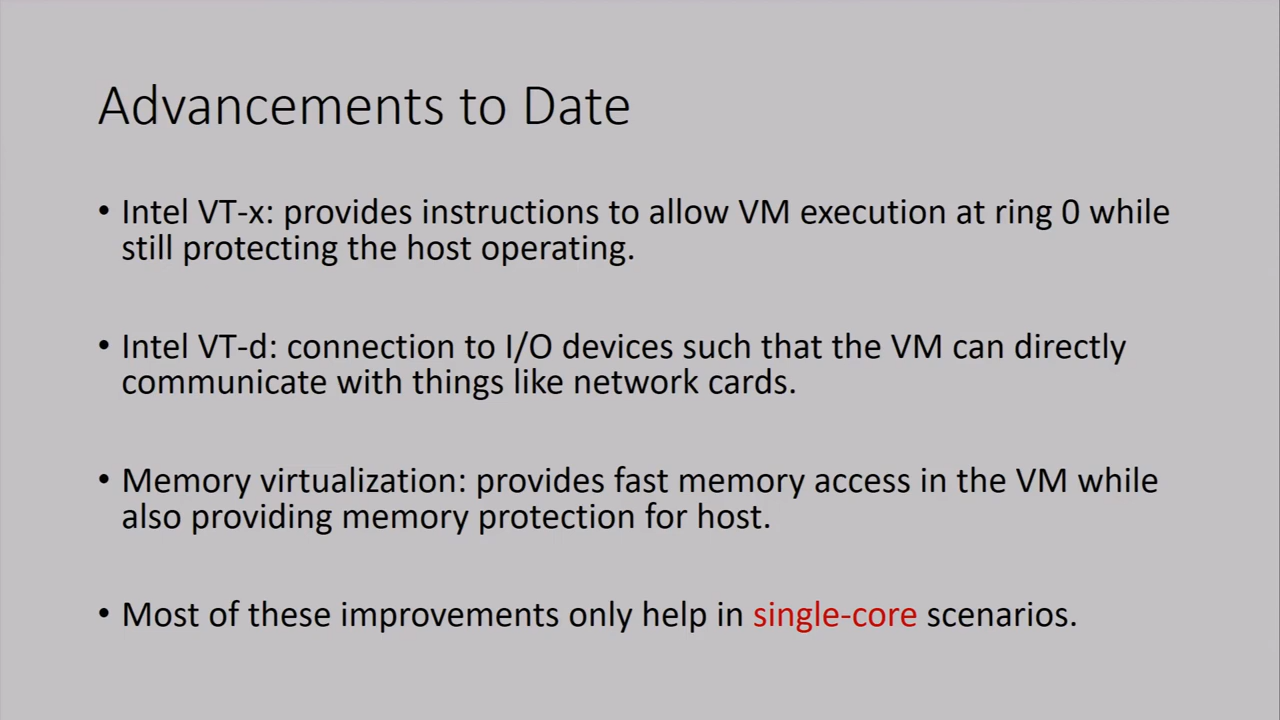 Advancements to Date
• Intel VT-x: provides instructions to allow VM execution at ring 0 while
still protecting the host operating.
• Intel VT-d: connection to I/O devices such that the VM can directly
communicate with things like network cards.
• Memory virtualization: provides fast memory access in the VM while
also providing memory protection for host.
• Most of these improvements only help in single-core scenarios.